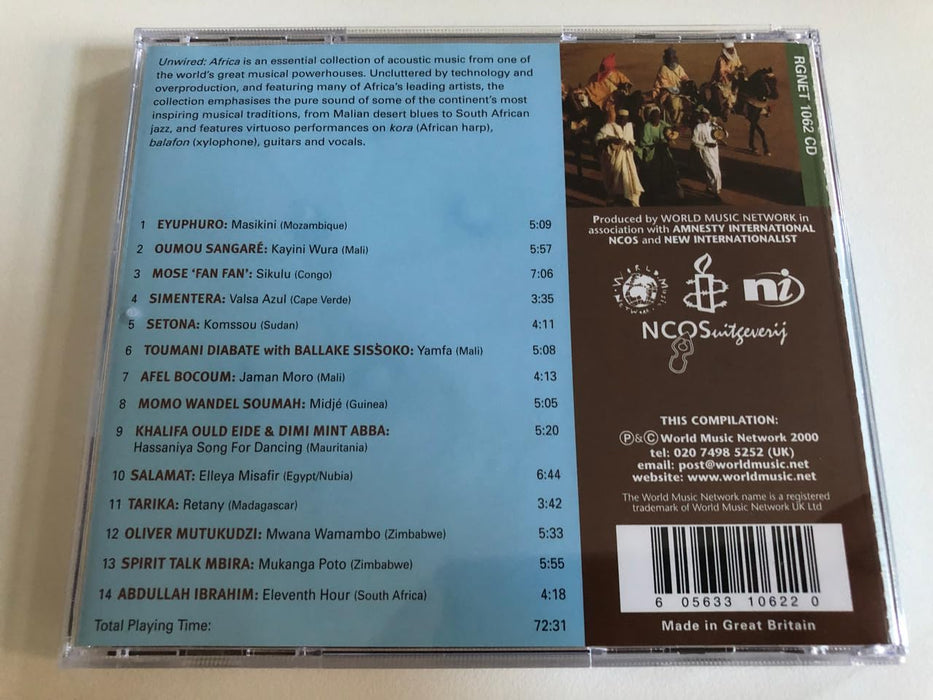 Unwired: Africa is an essential collection of acoustic music from one of
the world's great musical powerhouses. Uncluttered by technology and
overproduction, and featuring many of Africa's leading artists, the
collection emphasises the pure sound of some of the continent's most
inspiring musical traditions, from Malian desert blues to South African
jazz, and features virtuoso performances on kora (African harp),
balafon (xylophone), guitars and vocals.
1 EYUPHURO: Masikini (Mozambique) 5:09
2 OUMOU SANGARÉ: Kayini Wura (Mali) 5:57
3 MOSE 'FAN FAN': Sikulu (Congo) 7:06
4 SIMENTERA: Valsa Azul (Cape Verde) 3:35
5 SETONA: Komssou (Sudan) 4:11
6 TOUMANI DIABATE with BALLAKE SISSOKO: Yamfa (Mali) 5:08
7 AFEL BOCOUM: Jaman Moro (Mali) 4:13
8 MOMO WANDEL SOUMAH: Midjé (Guinea) 5:05
9 KHALIFA OULD EIDE & DIMI MINT ABBA: 5:20
Hassaniya Song For Dancing (Mauritania)
10 SALAMAT: Elleya Misafir (Egypt/Nubia) 6:44
11 TARIKA: Retany (Madagascar) 3:42
12 OLIVER MUTUKUDZI: Mwana Wamambo (Zimbabwe) 5:33
13 SPIRIT TALK MBIRA: Mukanga Poto (Zimbabwe) 5:55
14 ABDULLAH IBRAHIM: Eleventh Hour (South Africa) 4:18
Total Playing Time: 72:31
RGNET 1062 CD
Produced by WORLD MUSIC NETWORK in
association with AMNESTY INTERNATIONAL
NCOS and NEW INTERNATIONALIST
WORLD MUSIC NETWORK
ni
NCOS uitgeverij
THIS COMPILATION:
Ⓟ&© World Music Network 2000
tel: 020 7498 5252 (UK)
email: post@worldmusic.net
website: www.worldmusic.net
The World Music Network name is a registered
trademark of World Music Network UK Ltd
6 05633 10622 0
Made in Great Britain